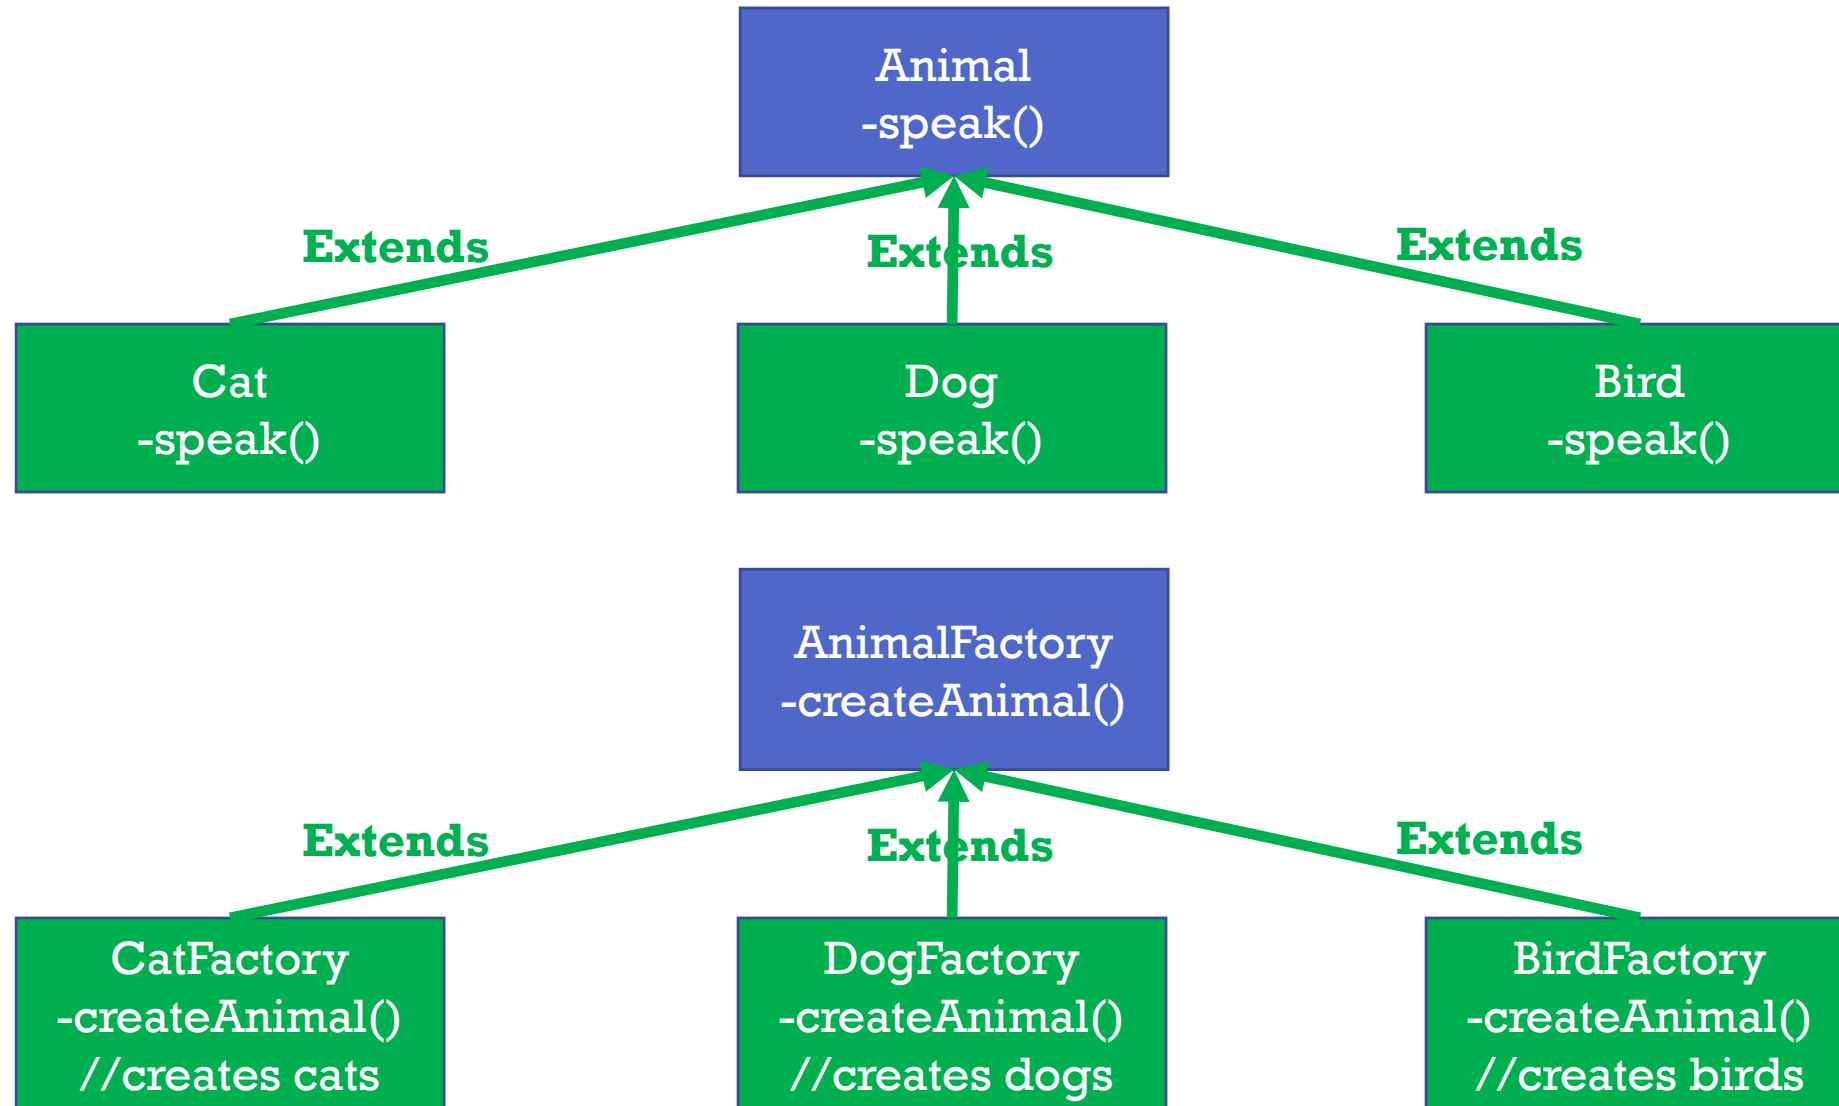 Animal
-speak()
Extends
Extends
Extends
Cat
-speak()
Dog
-speak()
Bird
-speak()
AnimalFactory
-createAnimal()
Extends
Extends
Extends
CatFactory
-createAnimal()
//creates cats
DogFactory
-createAnimal()
//creates dogs
BirdFactory
-createAnimal()
//creates birds